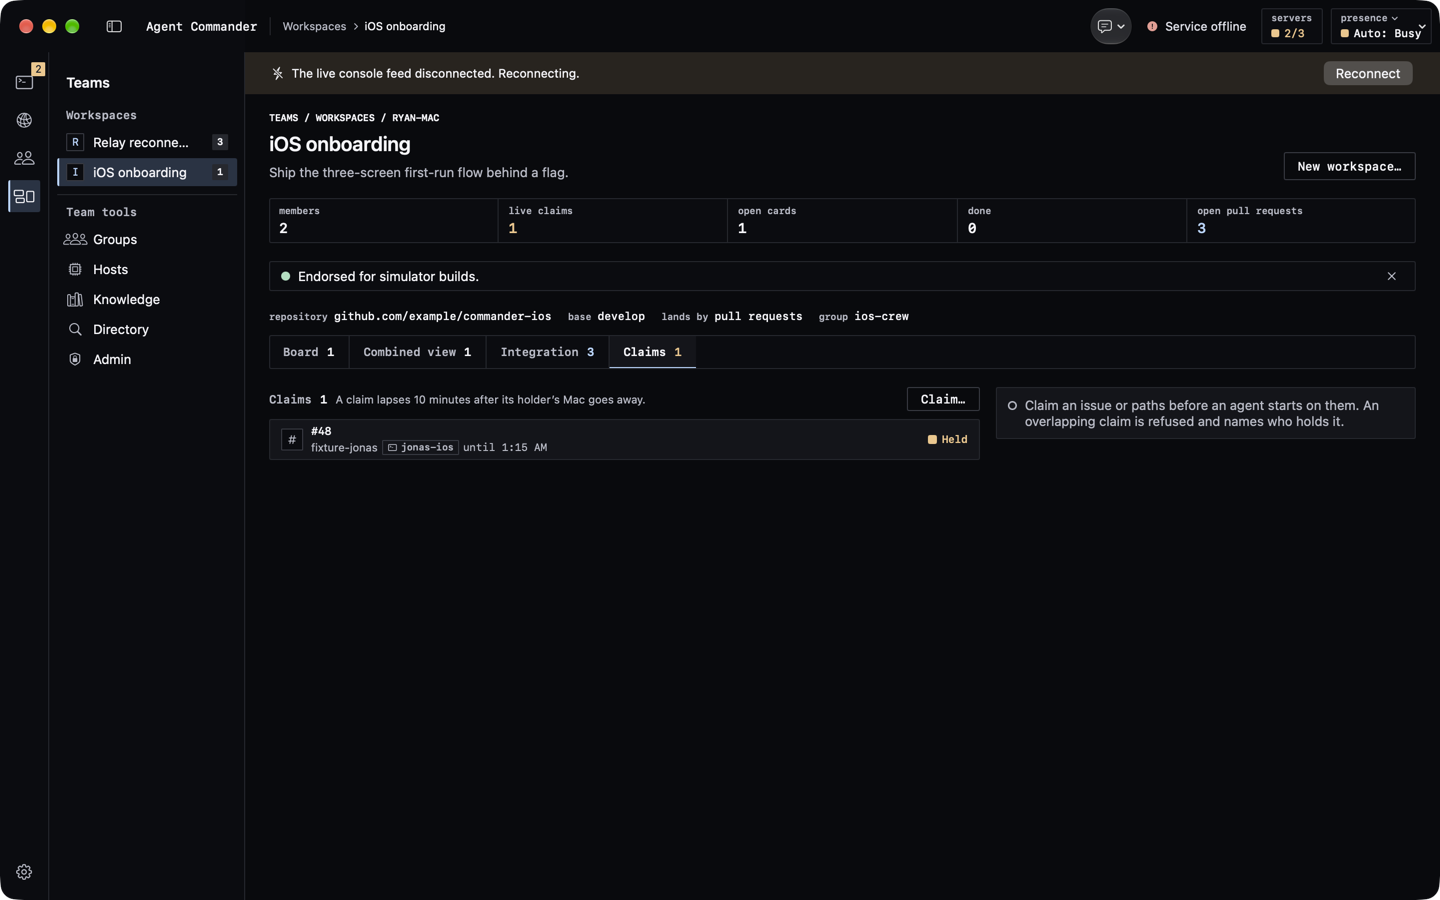 Agent Commander
Workspaces > iOS onboarding
Service offline
servers
2/3
presence
Auto: Busy
2
Teams
Workspaces
R Relay reconne... 3
I iOS onboarding 1
Team tools
Groups
Hosts
Knowledge
Directory
Admin
The live console feed disconnected. Reconnecting.
Reconnect
TEAMS / WORKSPACES / RYAN-MAC
iOS onboarding
Ship the three-screen first-run flow behind a flag.
New workspace…
members
2
live claims
1
open cards
1
done
0
open pull requests
3
Endorsed for simulator builds.
repository github.com/example/commander-ios base develop lands by pull requests group ios-crew
Board 1 Combined view 1 Integration 3 Claims 1
Claims 1 A claim lapses 10 minutes after its holder’s Mac goes away.
Claim…
# #48
fixture-jonas jonas-ios until 1:15 AM
Held
Claim an issue or paths before an agent starts on them. An
overlapping claim is refused and names who holds it.